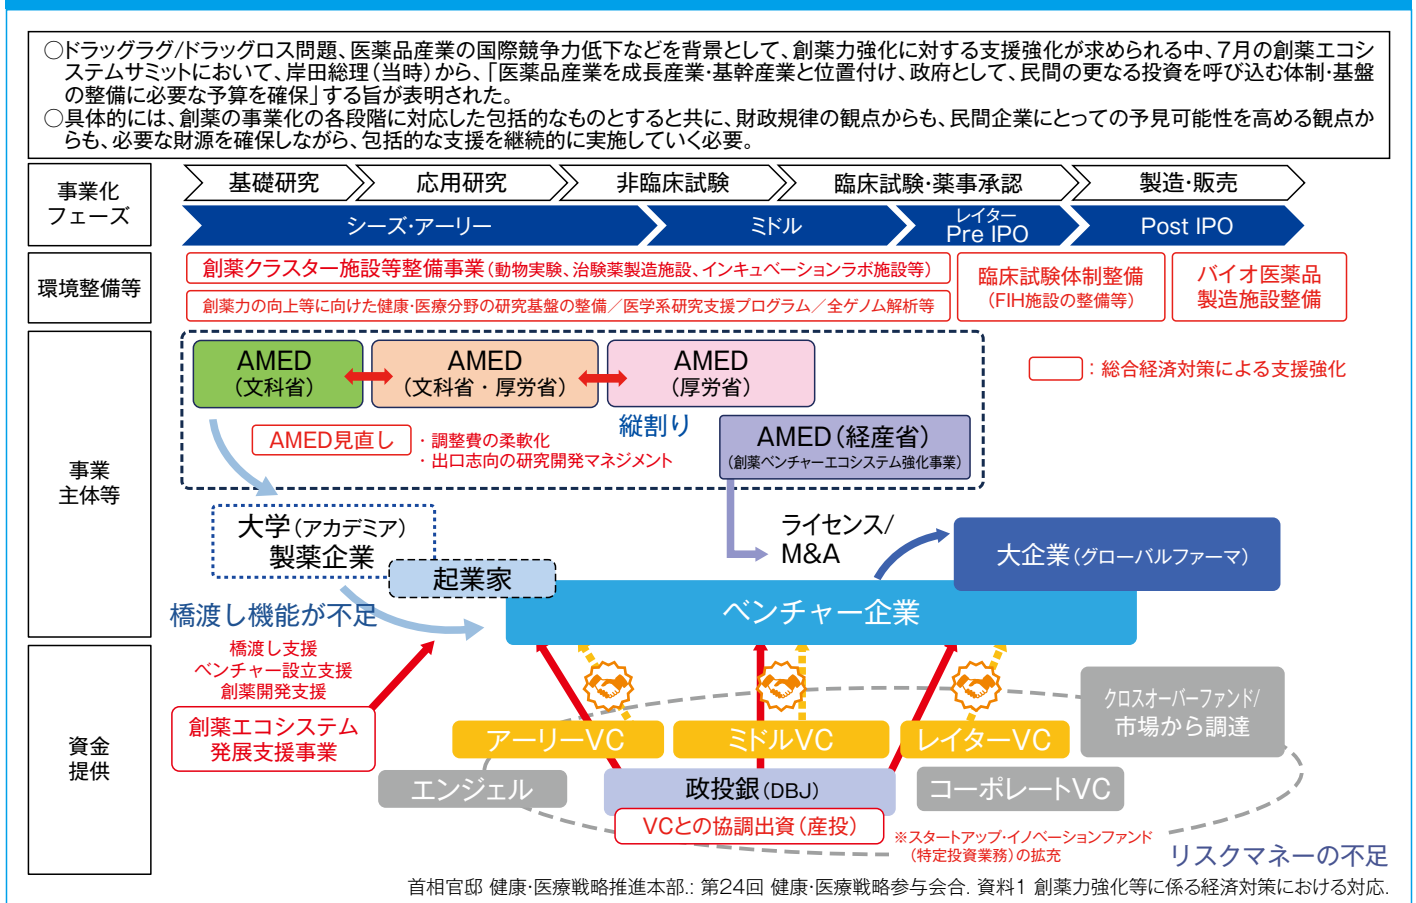 ○ドラッグラグ/ドラッグロス問題、医薬品産業の国際競争力低下などを背景として、創薬力強化に対する支援強化が求められる中、7月の創薬エコシ
ステムサミットにおいて、岸田総理(当時)から、「医薬品産業を成長産業・基幹産業と位置付け、政府として、民間の更なる投資を呼び込む体制・基盤
の整備に必要な予算を確保」する旨が表明された。
○具体的には、創薬の事業化の各段階に対応した包括的なものとすると共に、財政規律の観点からも、民間企業にとっての予見可能性を高める観点か
らも、必要な財源を確保しながら、包括的な支援を継続的に実施していく必要。
事業化
フェーズ
基礎研究
応用研究
非臨床試験
臨床試験・薬事承認
製造・販売
シーズ・アーリー
ミドル
レイター
Pre IPO
Post IPO
環境整備等
創薬クラスター施設等整備事業(動物実験、治験薬製造施設、インキュベーションラボ施設等)
創薬力の向上等に向けた健康・医療分野の研究基盤の整備/医学系研究支援プログラム/全ゲノム解析等
臨床試験体制整備
(FIH施設の整備等)
バイオ医薬品
製造施設整備
事業
主体等
AMED
(文科省)
AMED
(文科省・厚労省)
AMED
(厚労省)
:総合経済対策による支援強化
縦割り
AMED見直し
・調整費の柔軟化
・出口志向の研究開発マネジメント
AMED(経産省)
(創薬ベンチャーエコシステム強化事業)
大学(アカデミア)
製薬企業
起業家
ライセンス/
M&A
大企業(グローバルファーマ)
ベンチャー企業
橋渡し機能が不足
資金
提供
橋渡し支援
ベンチャー設立支援
創薬開発支援
創薬エコシステム
発展支援事業
アーリーVC
ミドルVC
レイターVC
クロスオーバーファンド/
市場から調達
エンジェル
政投銀(DBJ)
コーポレートVC
VCとの協調出資(産投)
※スタートアップ・イノベーションファンド
(特定投資業務)の拡充
リスクマネーの不足
首相官邸 健康・医療戦略推進本部.: 第24回 健康・医療戦略参与会合. 資料1 創薬力強化等に係る経済対策における対応.